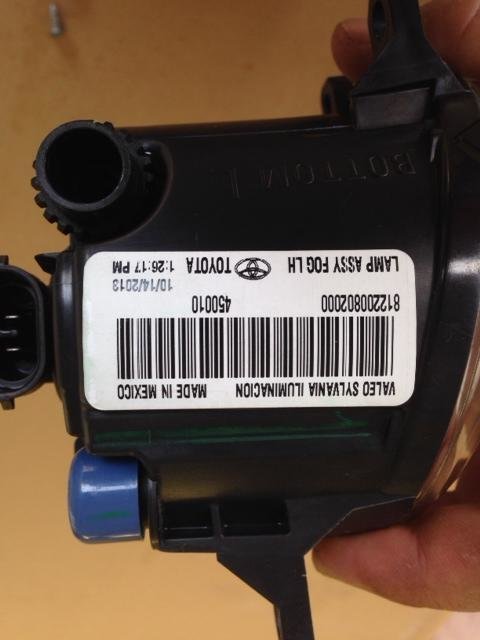 VALEO SYLVANIA ILUMINACION MADE IN MEXICO
812200802000 450010
10/14/2013
LAMP ASSY FOG LH TOYOTA 1:26:17 PM
BOTTOM L